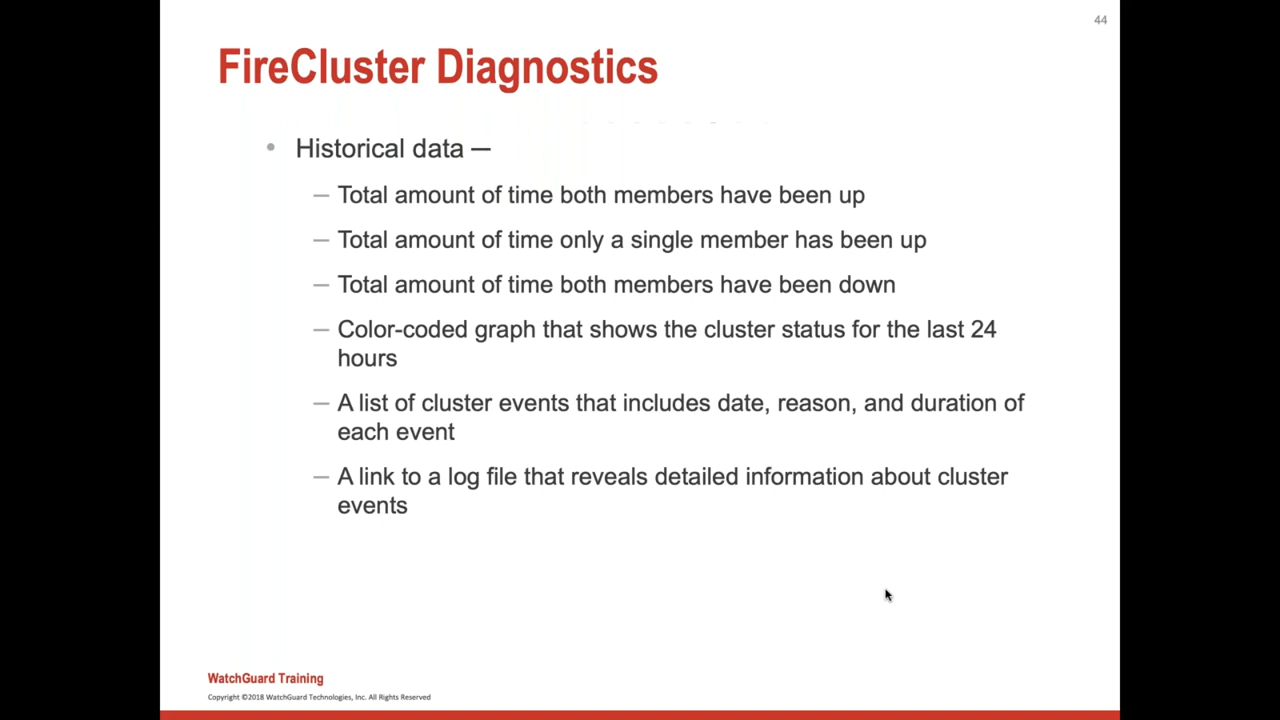 44
FireCluster Diagnostics
• Historical data —
— Total amount of time both members have been up
— Total amount of time only a single member has been up
— Total amount of time both members have been down
— Color-coded graph that shows the cluster status for the last 24
hours
— A list of cluster events that includes date, reason, and duration of
each event
— A link to a log file that reveals detailed information about cluster
events
WatchGuard Training
Copyright ©2018 WatchGuard Technologies, Inc. All Rights Reserved